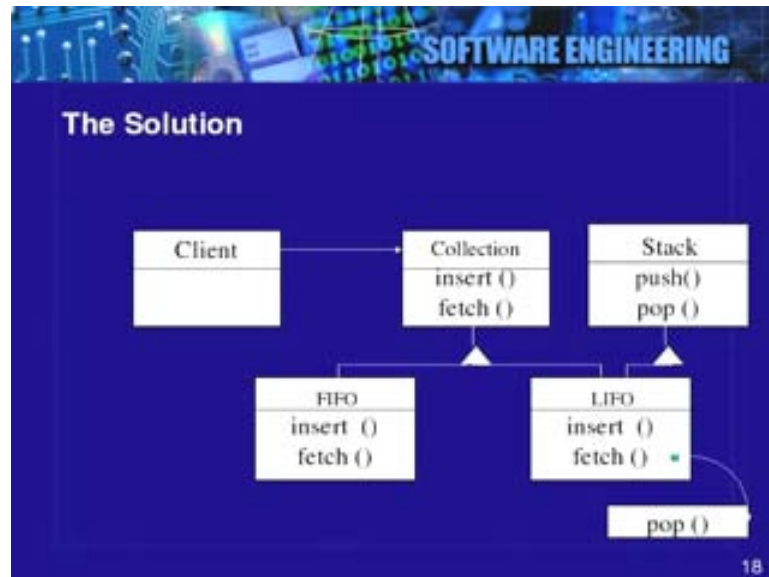 SOFTWARE ENGINEERING
The Solution
Client
Collection
insert ()
fetch ()
Stack
push()
pop ()
FIFO
insert ()
fetch ()
LIFO
insert ()
fetch ()
pop ()
18